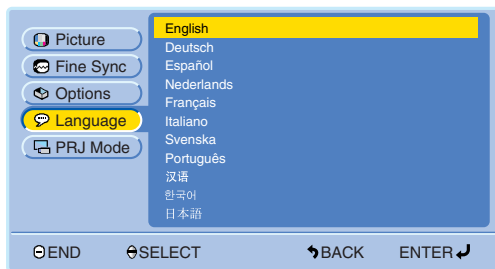 Picture
Fine Sync
Options
Language
PRJ Mode
English
Deutsch
Español
Nederlands
Français
Italiano
Svenska
Português
汉语
한국어
日本語
END SELECT BACK ENTER